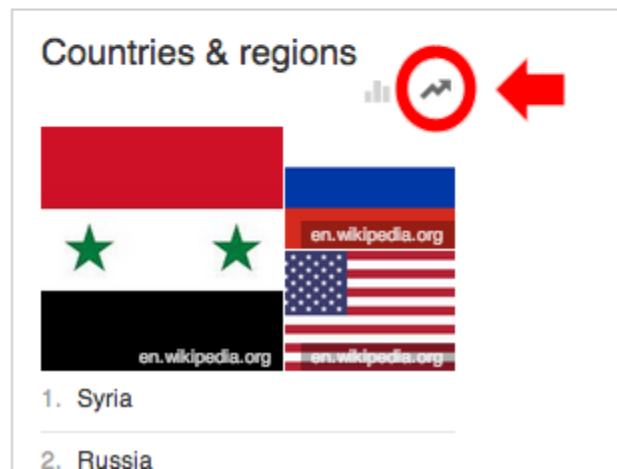 Countries & regions
en.wikipedia.org
en.wikipedia.org
en.wikipedia.org
1. Syria
2. Russia